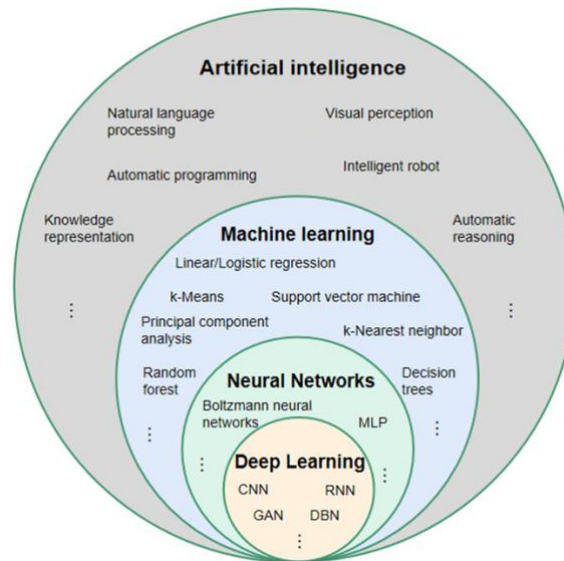 Artificial intelligence
Natural language
processing
Visual perception
Automatic programming
Intelligent robot
Knowledge
representation
Automatic
reasoning
Machine learning
Linear/Logistic regression
k-Means
Support vector machine
Principal component
analysis
k-Nearest neighbor
Random
forest
Decision
trees
Neural Networks
Boltzmann neural
networks
MLP
Deep Learning
CNN
RNN
GAN
DBN